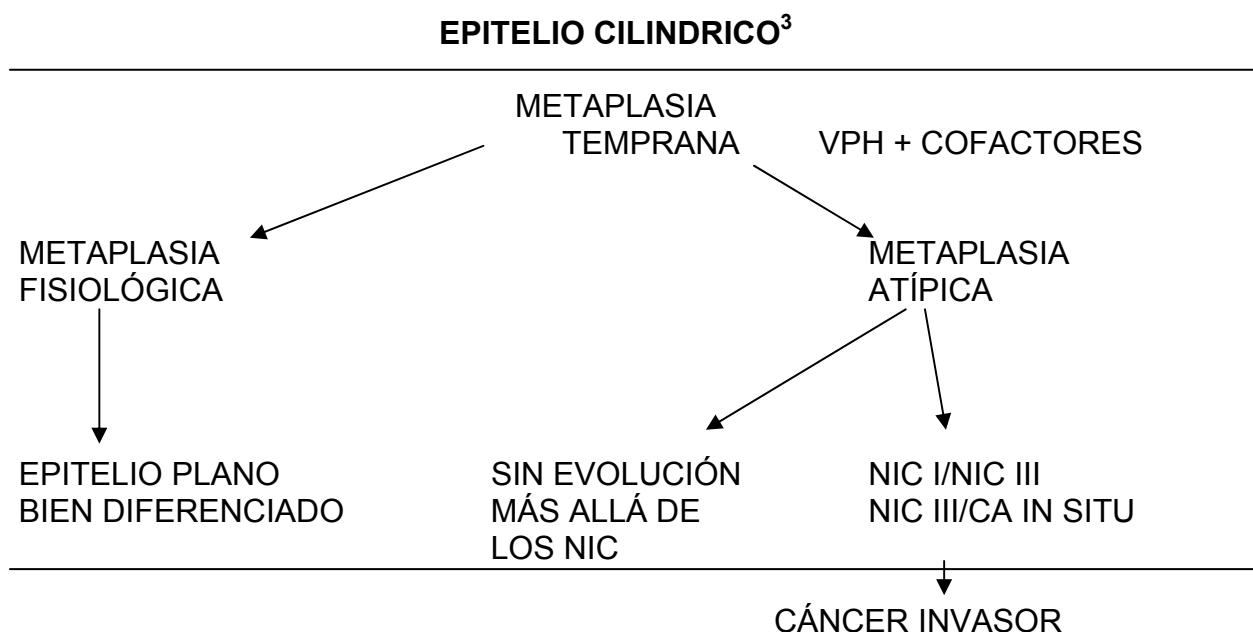 EPITELIO CILINDRICO³
METAPLASIA
TEMPRANA VPH + COFACTORES
METAPLASIA
FISIOLÓGICA
METAPLASIA
ATÍPICA
EPITELIO PLANO
BIEN DIFERENCIADO
SIN EVOLUCIÓN
MÁS ALLÁ DE
LOS NIC
NIC I/NIC III
NIC III/CA IN SITU
CÁNCER INVASOR